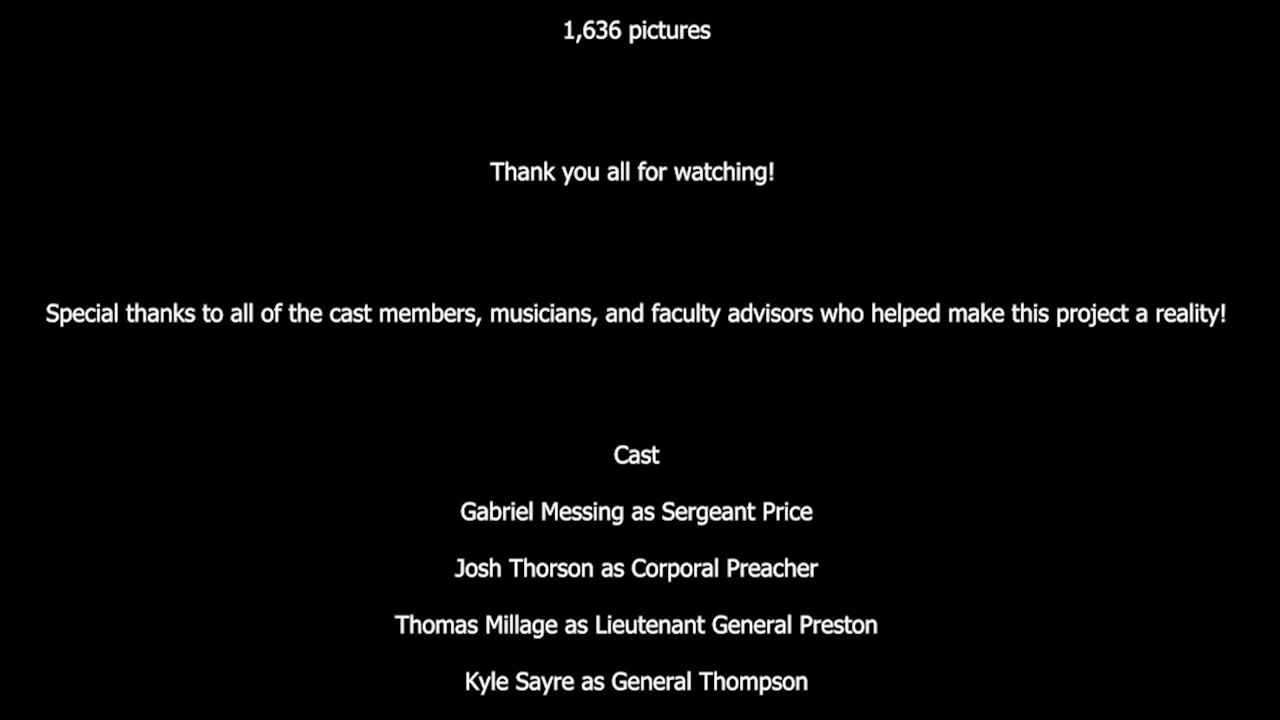 1,636 pictures
Thank you all for watching!
Special thanks to all of the cast members, musicians, and faculty advisors who helped make this project a reality!
Cast
Gabriel Messing as Sergeant Price
Josh Thorson as Corporal Preacher
Thomas Millage as Lieutenant General Preston
Kyle Sayre as General Thompson